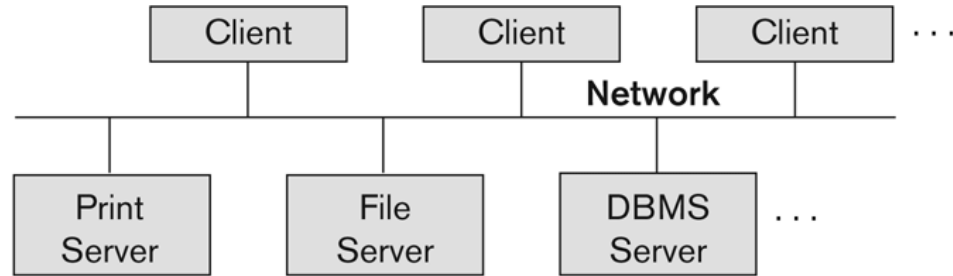 Client
Client
Client
. . .
Network
Print
Server
File
Server
DBMS
Server
. . .